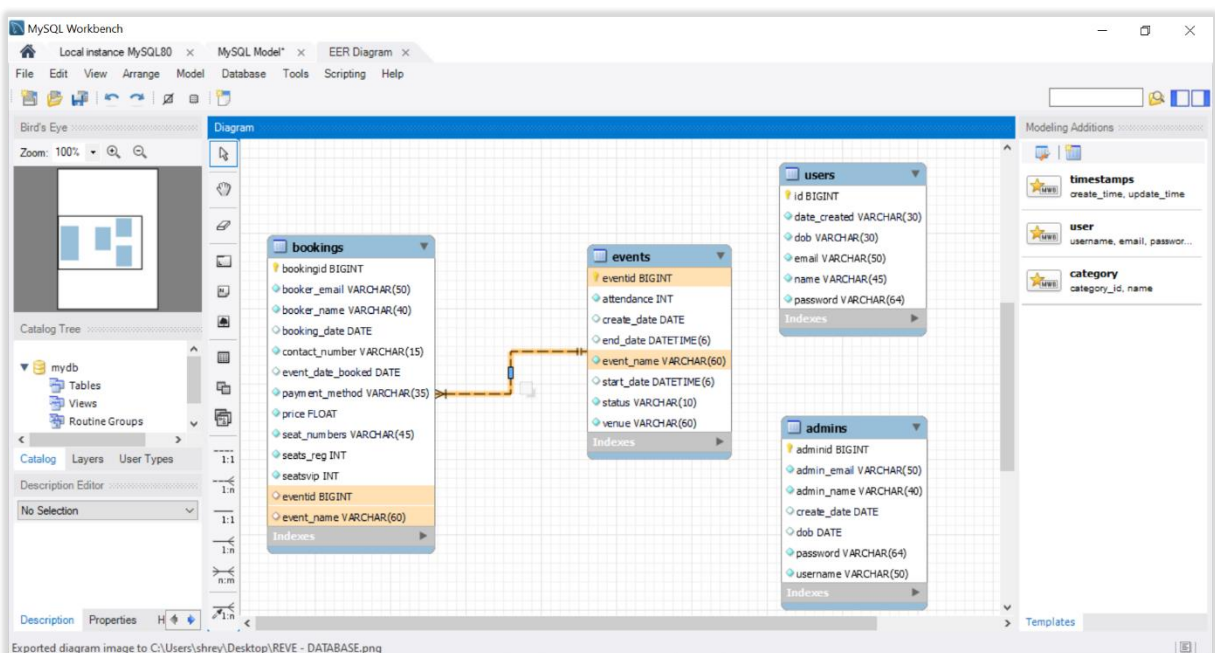 MySQL Workbench
Local instance MySQL80 ×
MySQL Model* ×
EER Diagram ×
File Edit View Arrange Model Database Tools Scripting Help
Bird's Eye
Zoom: 100%
Diagram
bookings
bookingid BIGINT
booker_email VARCHAR(50)
booker_name VARCHAR(40)
booking_date DATE
contact_number VARCHAR(15)
event_date_booked DATE
payment_method VARCHAR(35)
price FLOAT
seat_numbers VARCHAR(45)
seats_reg INT
seatsvip INT
eventid BIGINT
event_name VARCHAR(60)
Indexes
events
eventid BIGINT
attendance INT
create_date DATE
end_date DATETIME(6)
event_name VARCHAR(60)
start_date DATETIME(6)
status VARCHAR(10)
venue VARCHAR(60)
Indexes
users
id BIGINT
date_created VARCHAR(30)
dob VARCHAR(30)
email VARCHAR(50)
name VARCHAR(45)
password VARCHAR(64)
Indexes
admins
adminid BIGINT
admin_email VARCHAR(50)
admin_name VARCHAR(40)
create_date DATE
dob DATE
password VARCHAR(64)
username VARCHAR(50)
Indexes
Modeling Additions
timestamps
create_time, update_time
user
username, email, passwor...
category
category_id, name
Templates
Catalog Tree
mydb
Tables
Views
Routine Groups
Catalog Layers User Types
Description Editor
No Selection
Description Properties H
1:1
1:n
1:1
1:n
n:m
1:n
Exported diagram image to C:\Users\shrey\Desktop\REVE - DATABASE.png